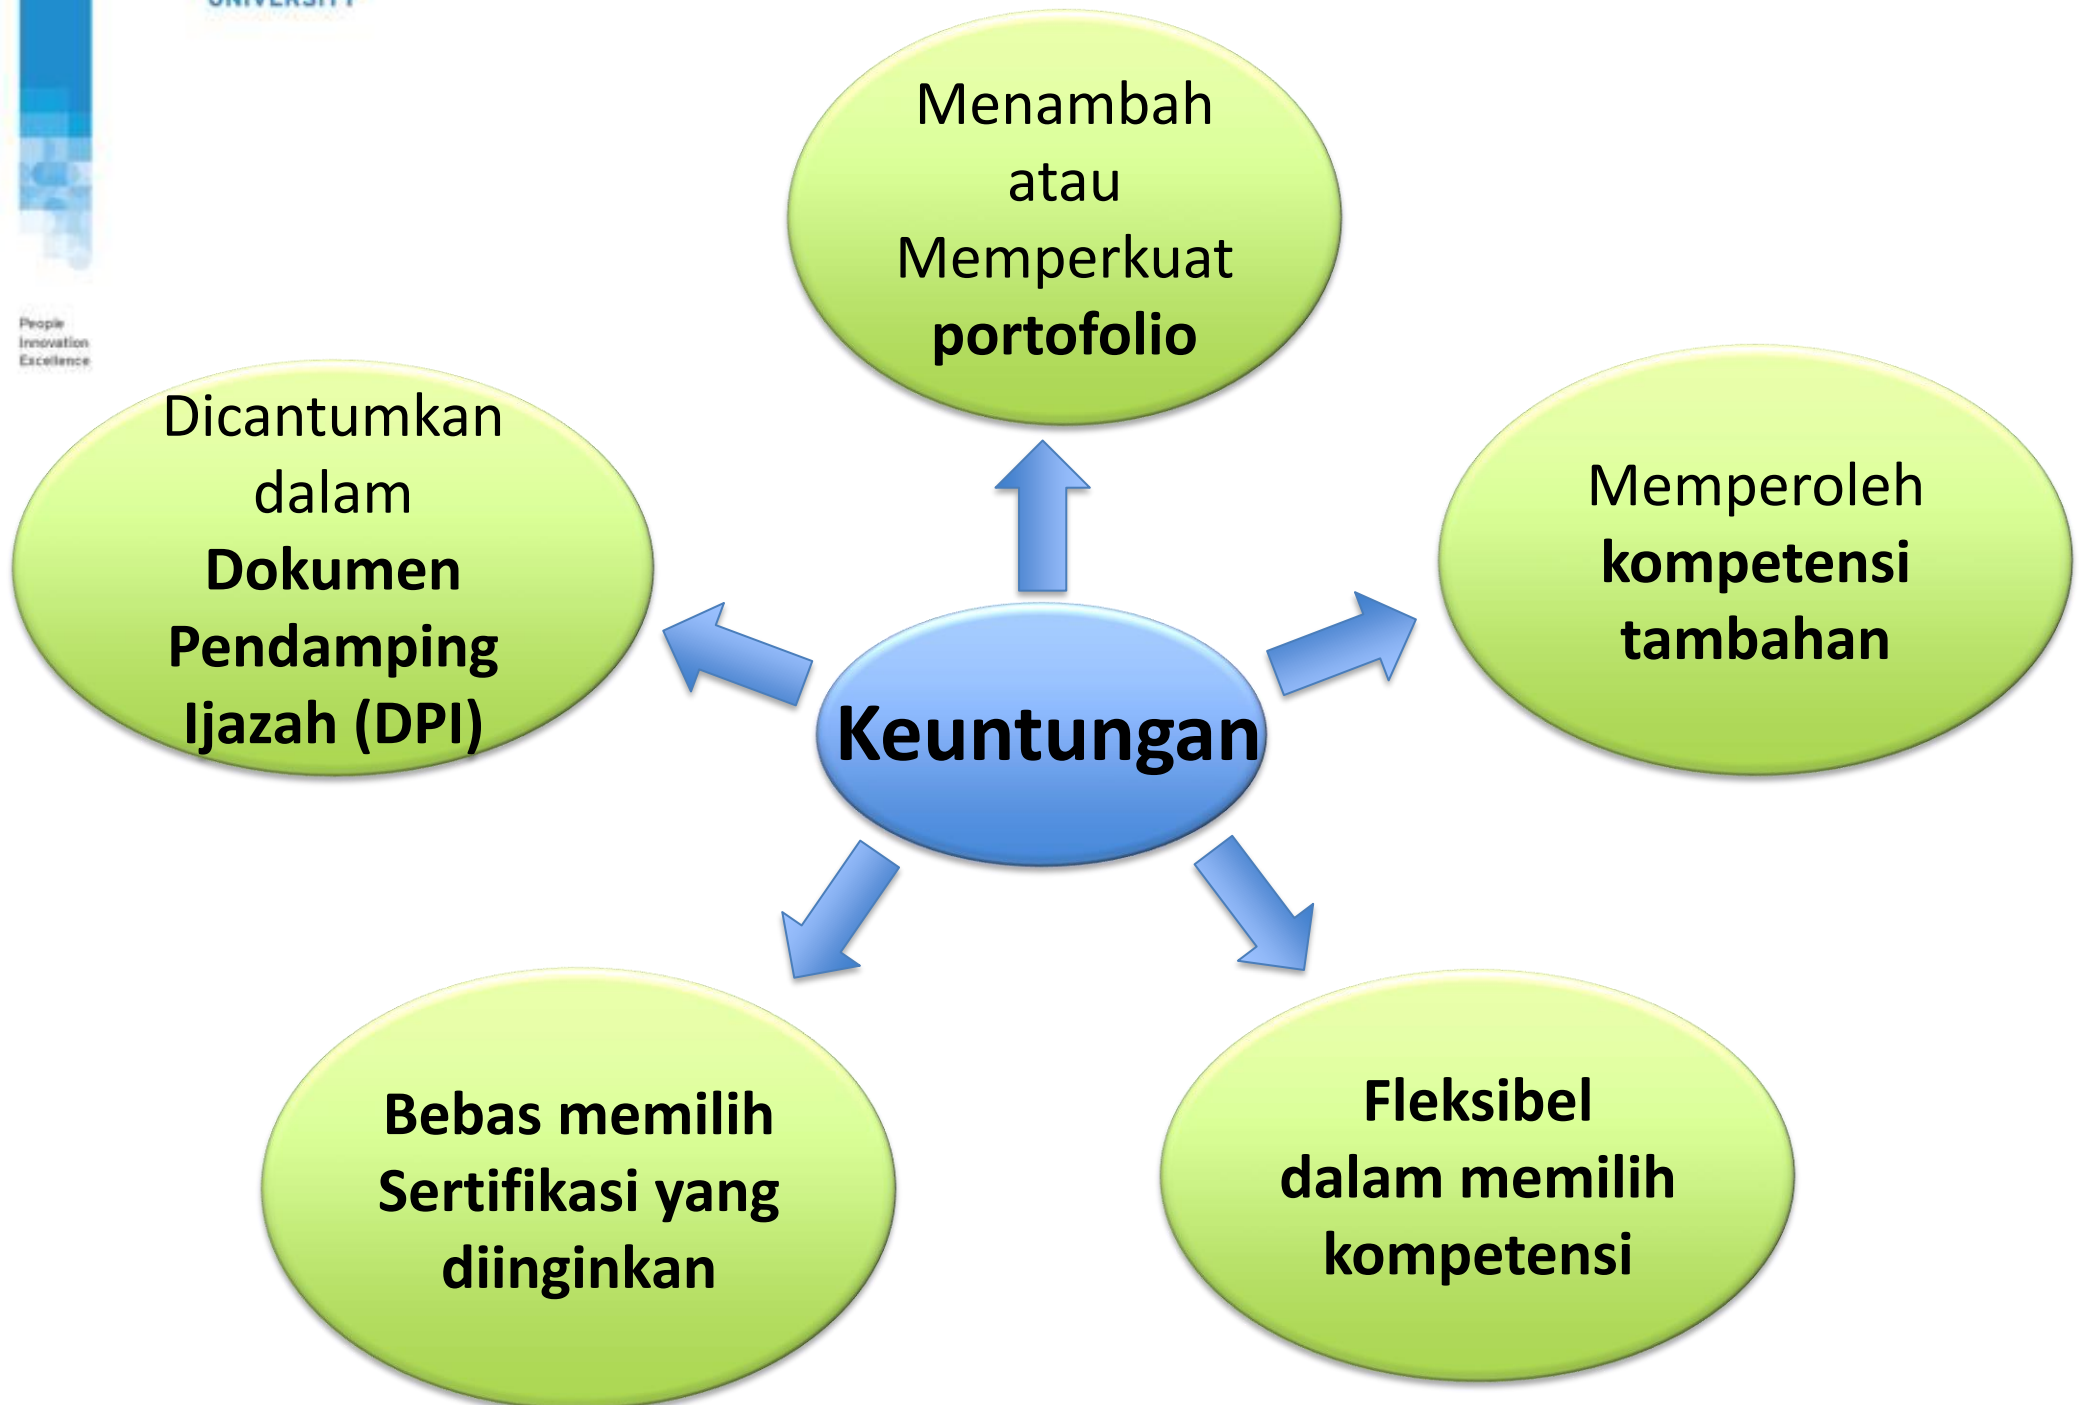 UNIVERSITY
People
Innovation
Excellence
Menambah
atau
Memperkuat
portofolio
Dicantumkan
dalam
Dokumen
Pendamping
Ijazah (DPI)
Memperoleh
kompetensi
tambahan
Keuntungan
Bebas memilih
Sertifikasi yang
diinginkan
Fleksibel
dalam memilih
kompetensi